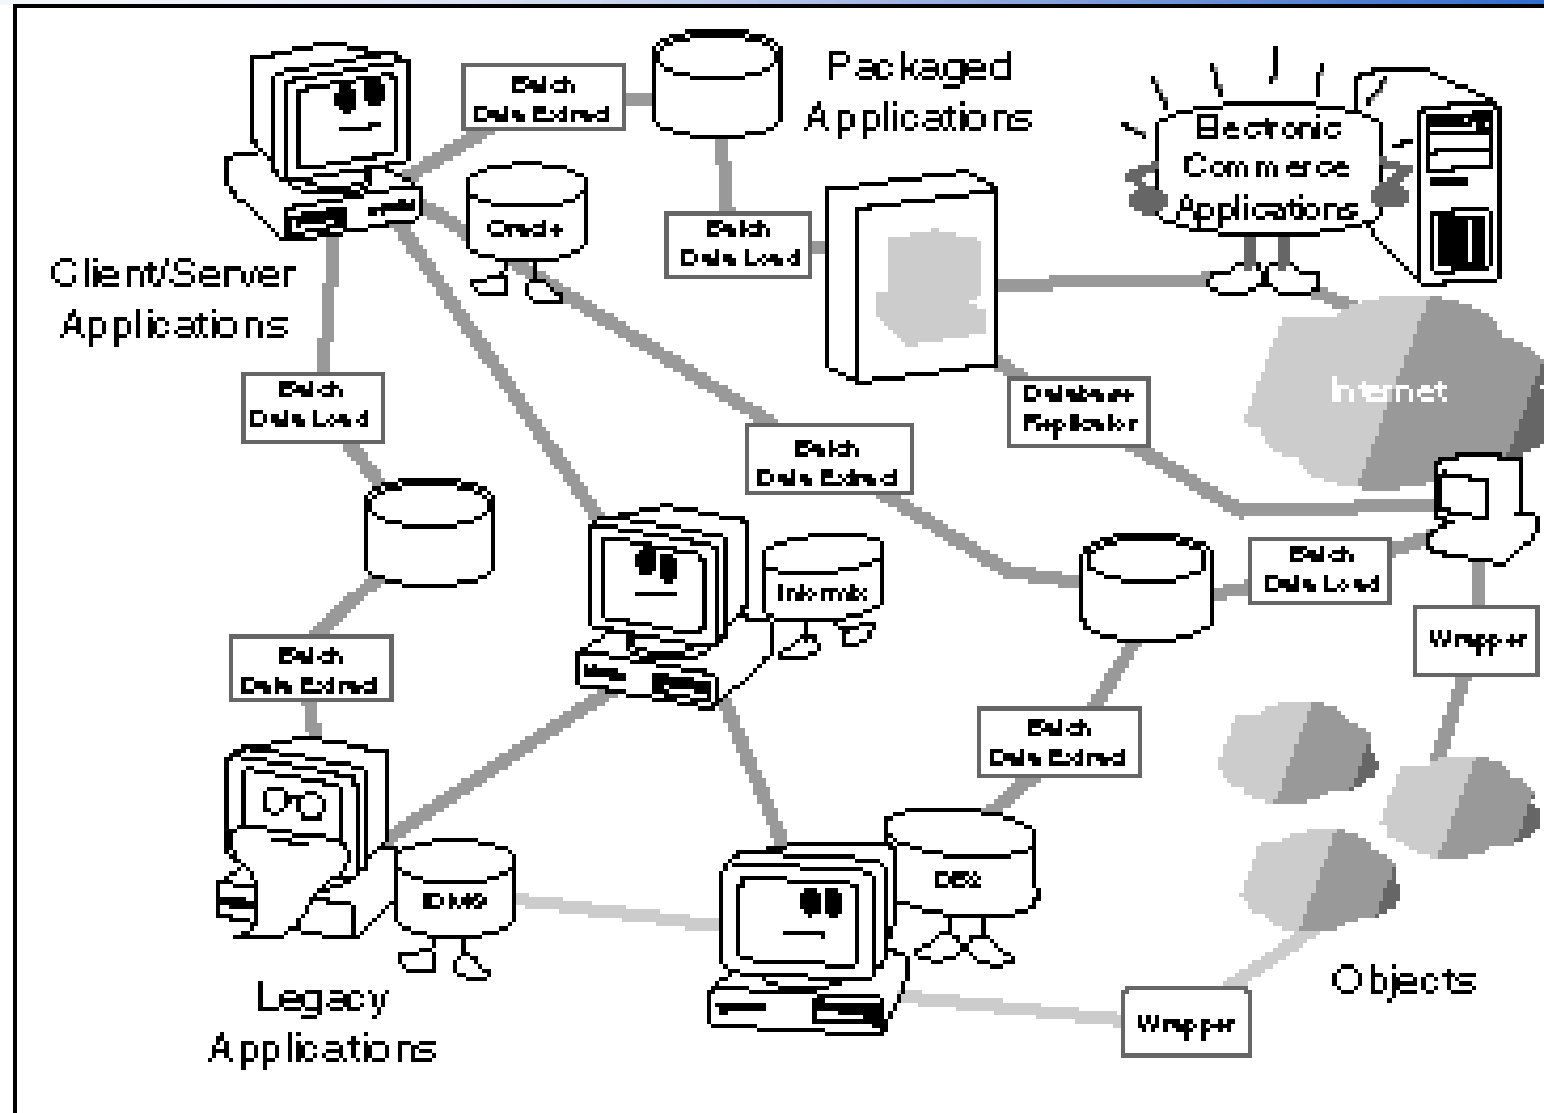 Packaged
Applications
Batch
Data Extract
Electronic
Commerce
Applications
Oracle
Batch
Data Load
Client/Server
Applications
Batch
Data Load
Database
Replicator
Internet
Batch
Data Extract
Informix
Batch
Data Load
Wrapper
Batch
Data Extract
Batch
Data Extract
IDMS
DB2
Objects
Legacy
Applications
Wrapper